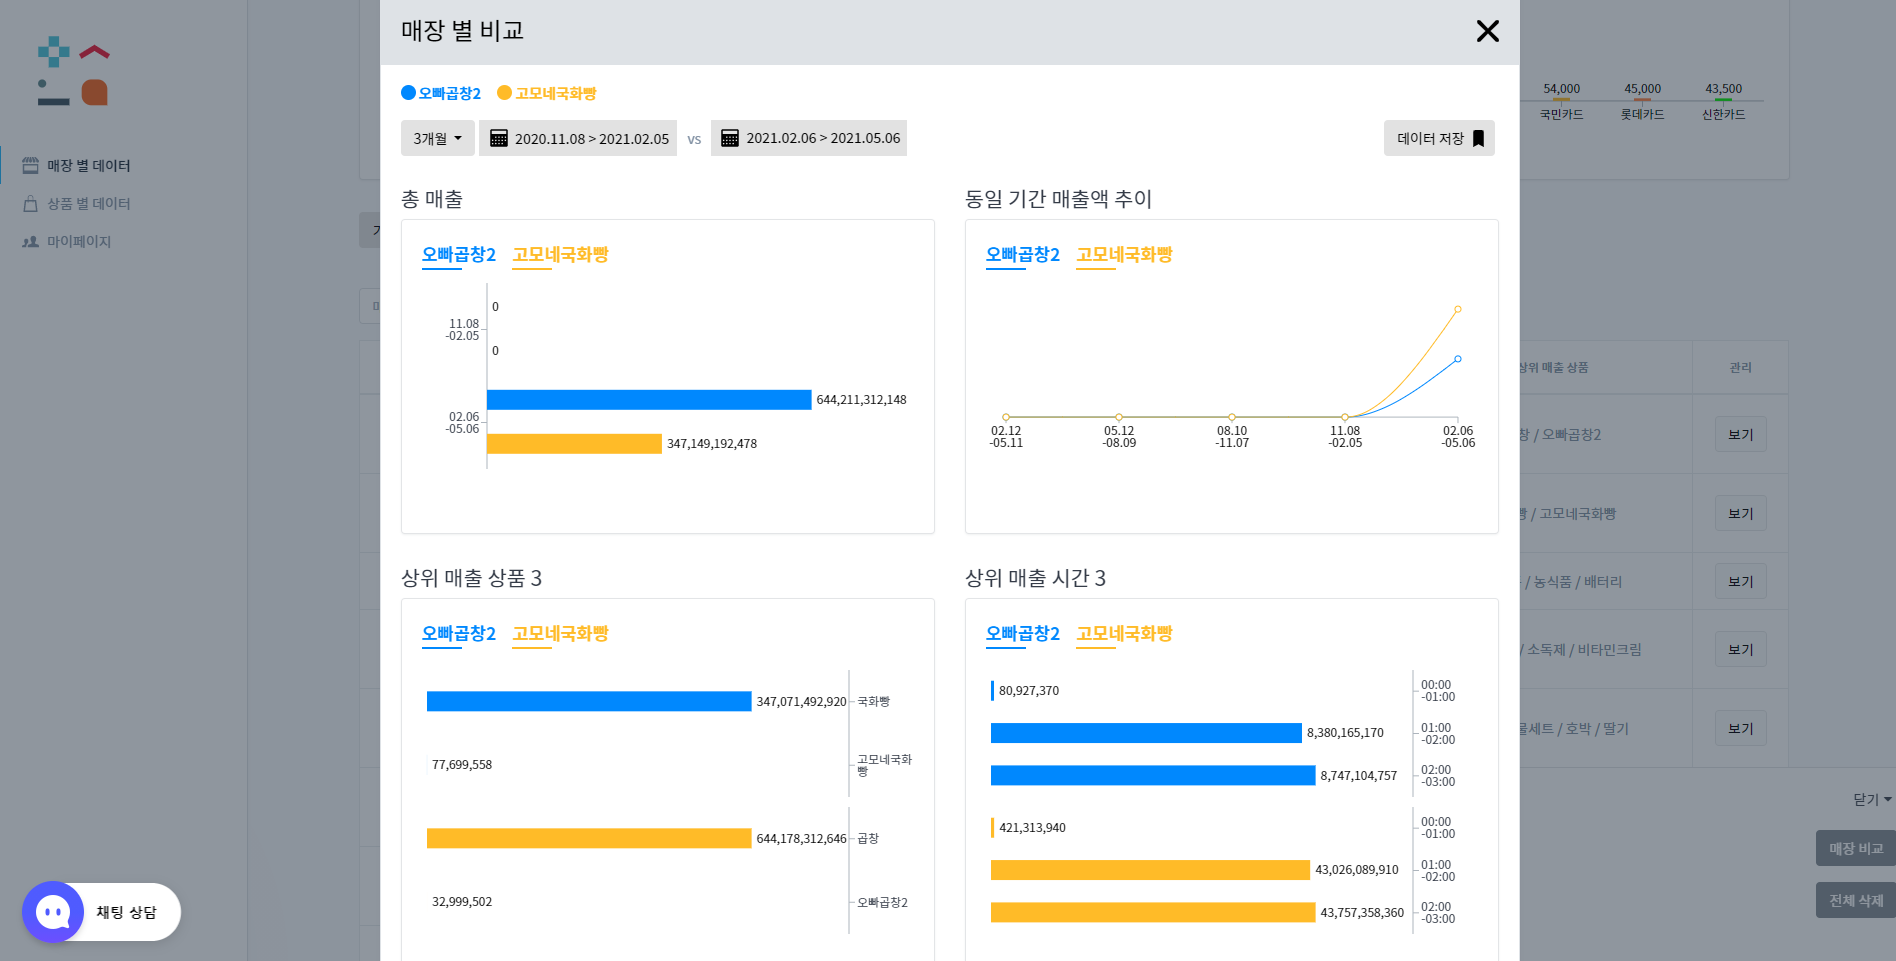 매장 별 비교
오빠곱창2 고모네국화빵
3개월 2020.11.08 > 2021.02.05 vs 2021.02.06 > 2021.05.06 데이터 저장
매장 별 데이터
상품 별 데이터
마이페이지
54,000 45,000 43,500
국민카드 롯데카드 신한카드
총 매출
오빠곱창2 고모네국화빵
0
11.08
-02.05
0
644,211,312,148
02.06
-05.06
347,149,192,478
동일 기간 매출액 추이
오빠곱창2 고모네국화빵
02.12 05.12 08.10 11.08 02.06
-05.11 -08.09 -11.07 -02.05 -05.06
상위 매출 상품 3
오빠곱창2 고모네국화빵
347,071,492,920 국화빵
77,699,558 고모네국화
빵
644,178,312,646 곱창
32,999,502 오빠곱창2
상위 매출 시간 3
오빠곱창2 고모네국화빵
80,927,370 00:00
-01:00
8,380,165,170 01:00
-02:00
8,747,104,757 02:00
-03:00
421,313,940 00:00
-01:00
43,026,089,910 01:00
-02:00
43,757,358,360 02:00
-03:00
상위 매출 상품 관리
/ 오빠곱창2 보기
/ 고모네국화빵 보기
/ 농식품 / 배터리 보기
/ 소독제 / 비타민크림 보기
물세트 / 호박 / 딸기 보기
닫기
매장 비교
전체 삭제
채팅 상담